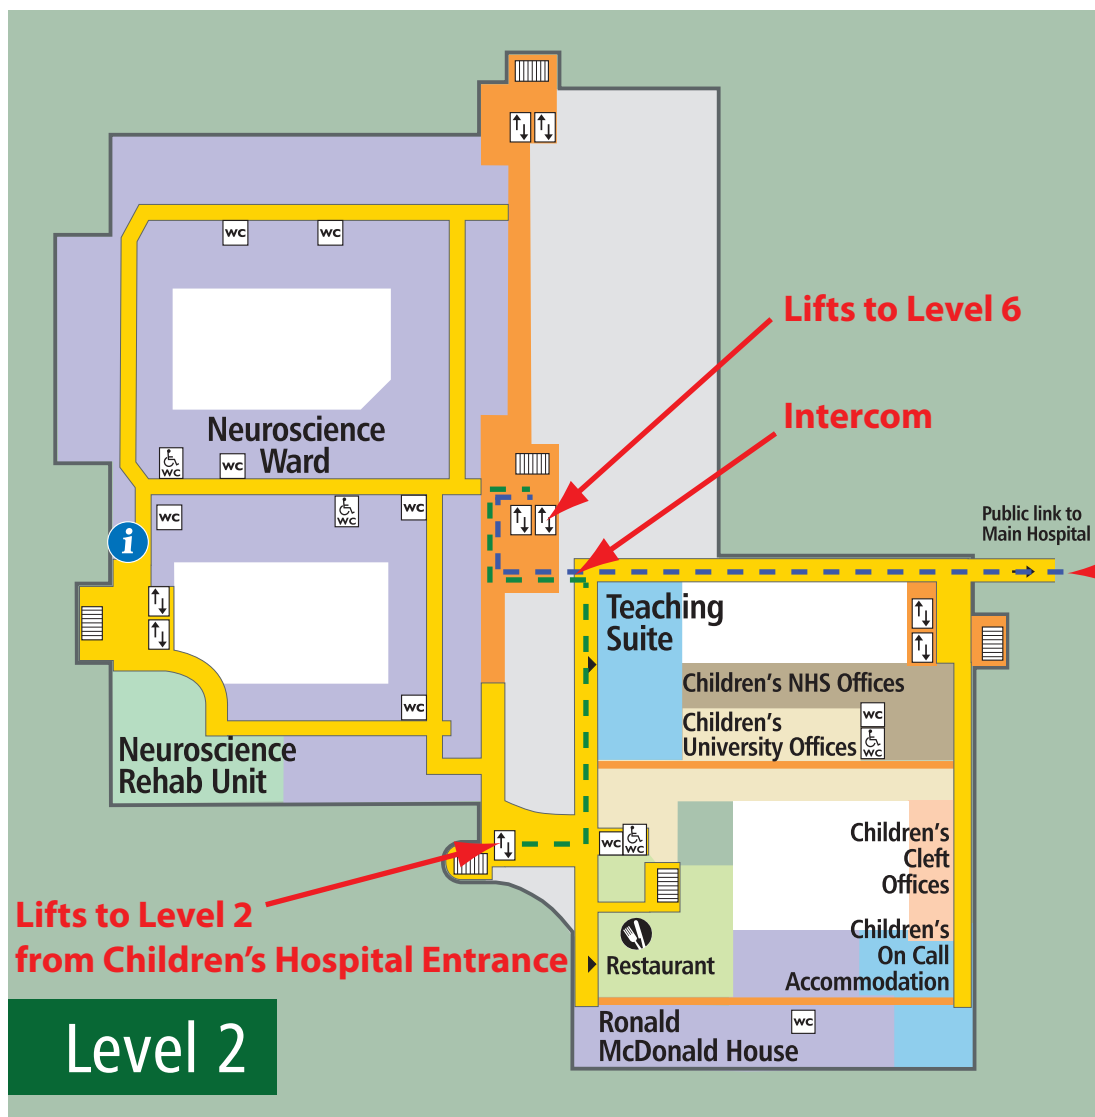 wc
wc
Lifts to Level 6
Intercom
Neuroscience
Ward
wc
wc
wc
wc
wc
i
Public link to
Main Hospital
Teaching
Suite
Children's NHS Offices
wc
Children's
University Offices
wc
wc
Neuroscience
Rehab Unit
wc
wc
Children's
Cleft
Offices
Lifts to Level 2
from Children's Hospital Entrance
Restaurant
Children's
On Call
Accommodation
Ronald
McDonald House
wc
Level 2